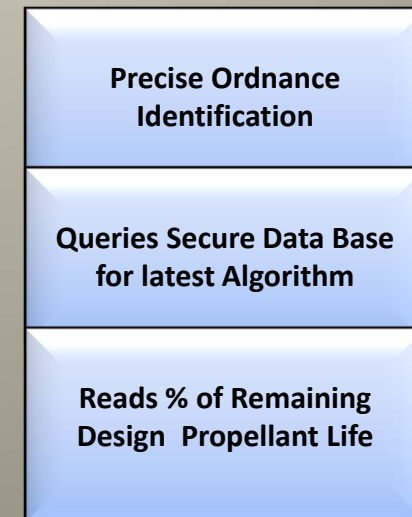 Precise Ordnance
Identification
Queries Secure Data Base
for latest Algorithm
Reads % of Remaining
Design Propellant Life